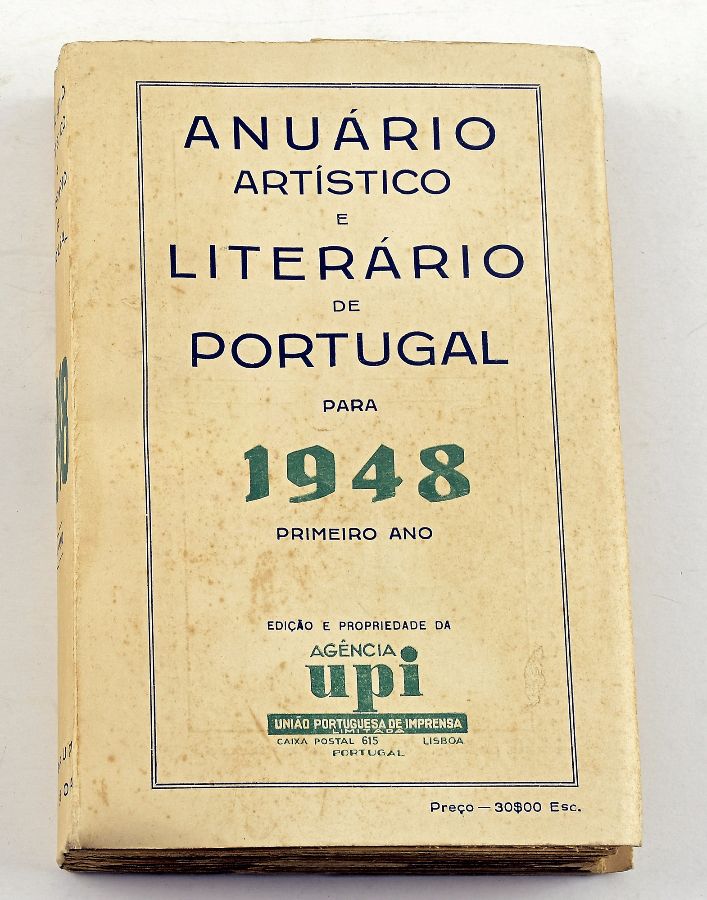 ANUÁRIO
ARTÍSTICO
E
LITERÁRIO
DE
PORTUGAL
PARA
1948
PRIMEIRO ANO
EDIÇÃO E PROPRIEDADE DA
AGÊNCIA
upi
UNIÃO PORTUGUESA DE IMPRENSA
LIMITADA
CAIXA POSTAL 615 LISBOA
PORTUGAL
Preço — 30$00 Esc.